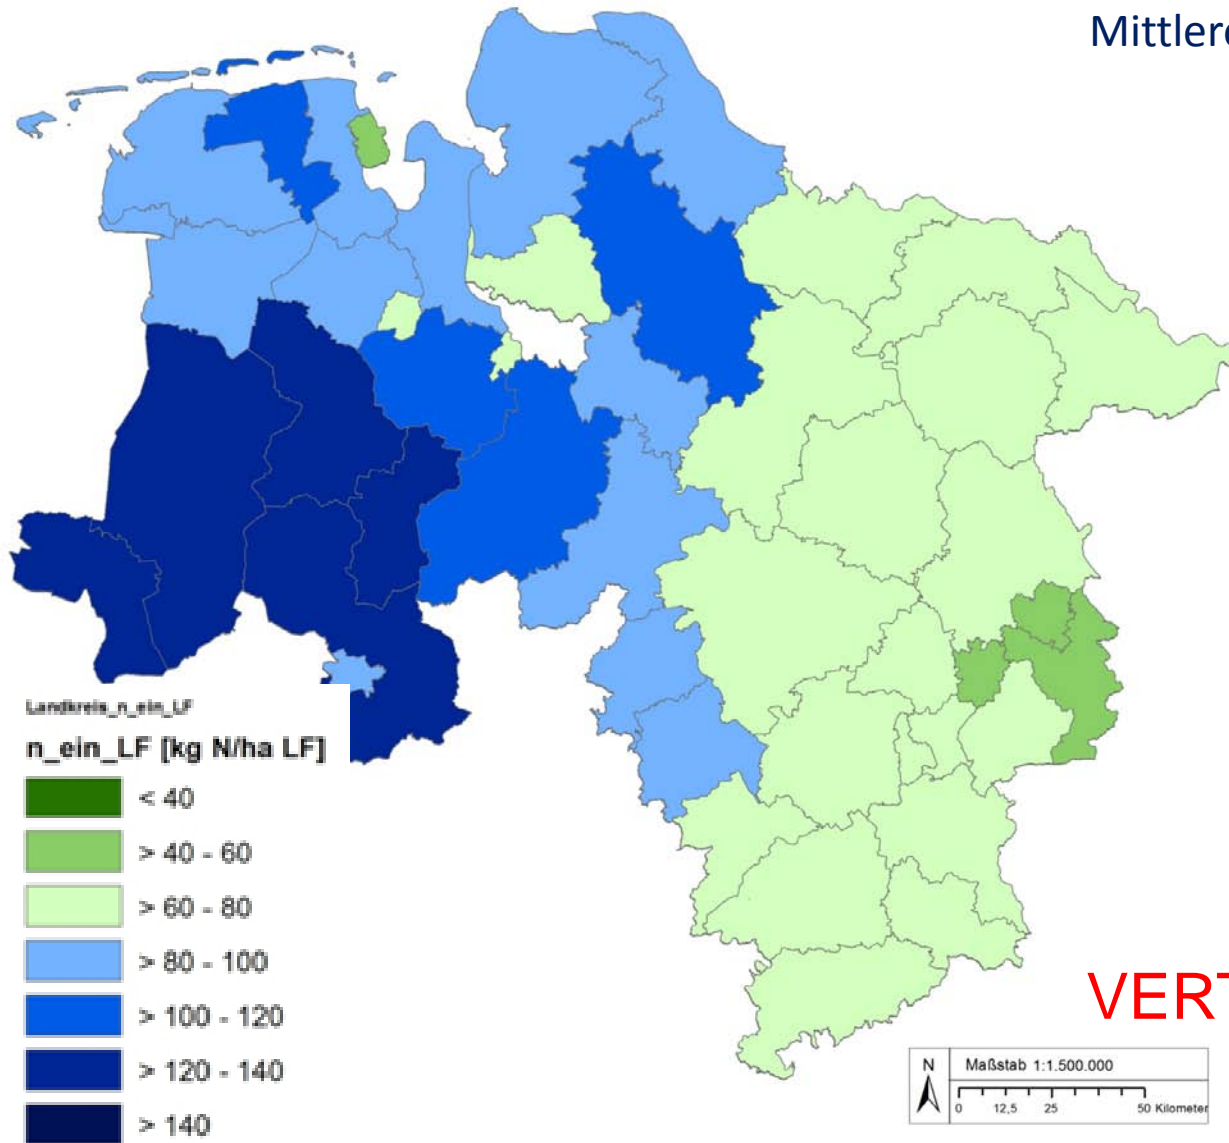 Mittlere
Landkreis_n_ein_LF
n_ein_LF [kg N/ha LF]
< 40
> 40 - 60
> 60 - 80
> 80 - 100
> 100 - 120
> 120 - 140
> 140
VERT
N
Maßstab 1:1.500.000
0 12,5 25 50 Kilometer